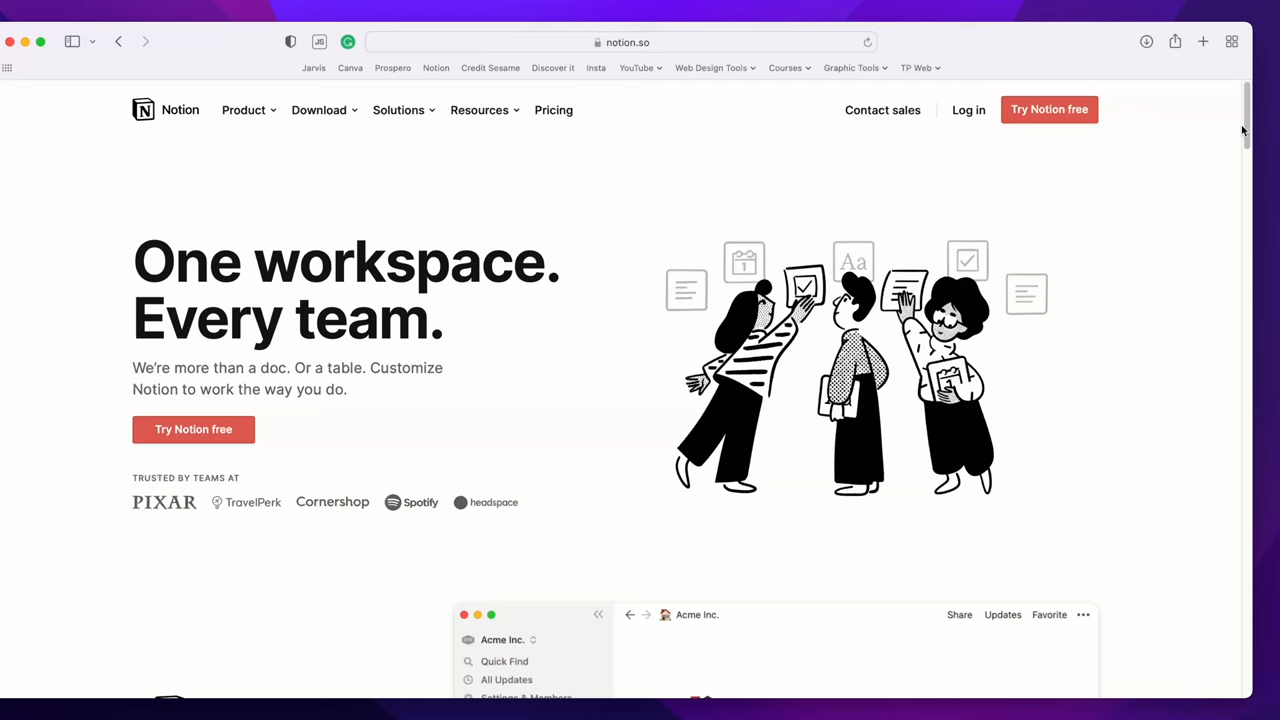 JS
notion.so
Jarvis Canva Prospero Notion Credit Sesame Discover it Insta YouTube Web Design Tools Courses Graphic Tools TP Web
N Notion Product Download Solutions Resources Pricing Contact sales Log in Try Notion free
One workspace.
Every team.
We’re more than a doc. Or a table. Customize
Notion to work the way you do.
Try Notion free
TRUSTED BY TEAMS AT
PIXAR TravelPerk Cornershop Spotify headspace
1
Aa
Acme Inc. Share Updates Favorite
Acme Inc.
Quick Find
All Updates
Settings & Members